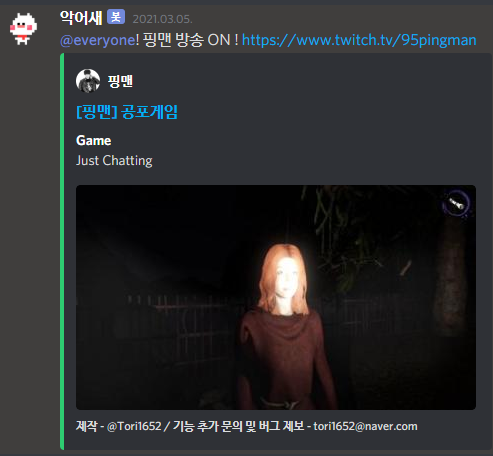 악어새 봇 2021.03.05.
@everyone! 핑맨 방송 ON ! https://www.twitch.tv/95pingman
핑맨
[핑맨] 공포게임
Game
Just Chatting
제작 - @Tori1652 / 기능 추가 문의 및 버그 제보 - tori1652@naver.com